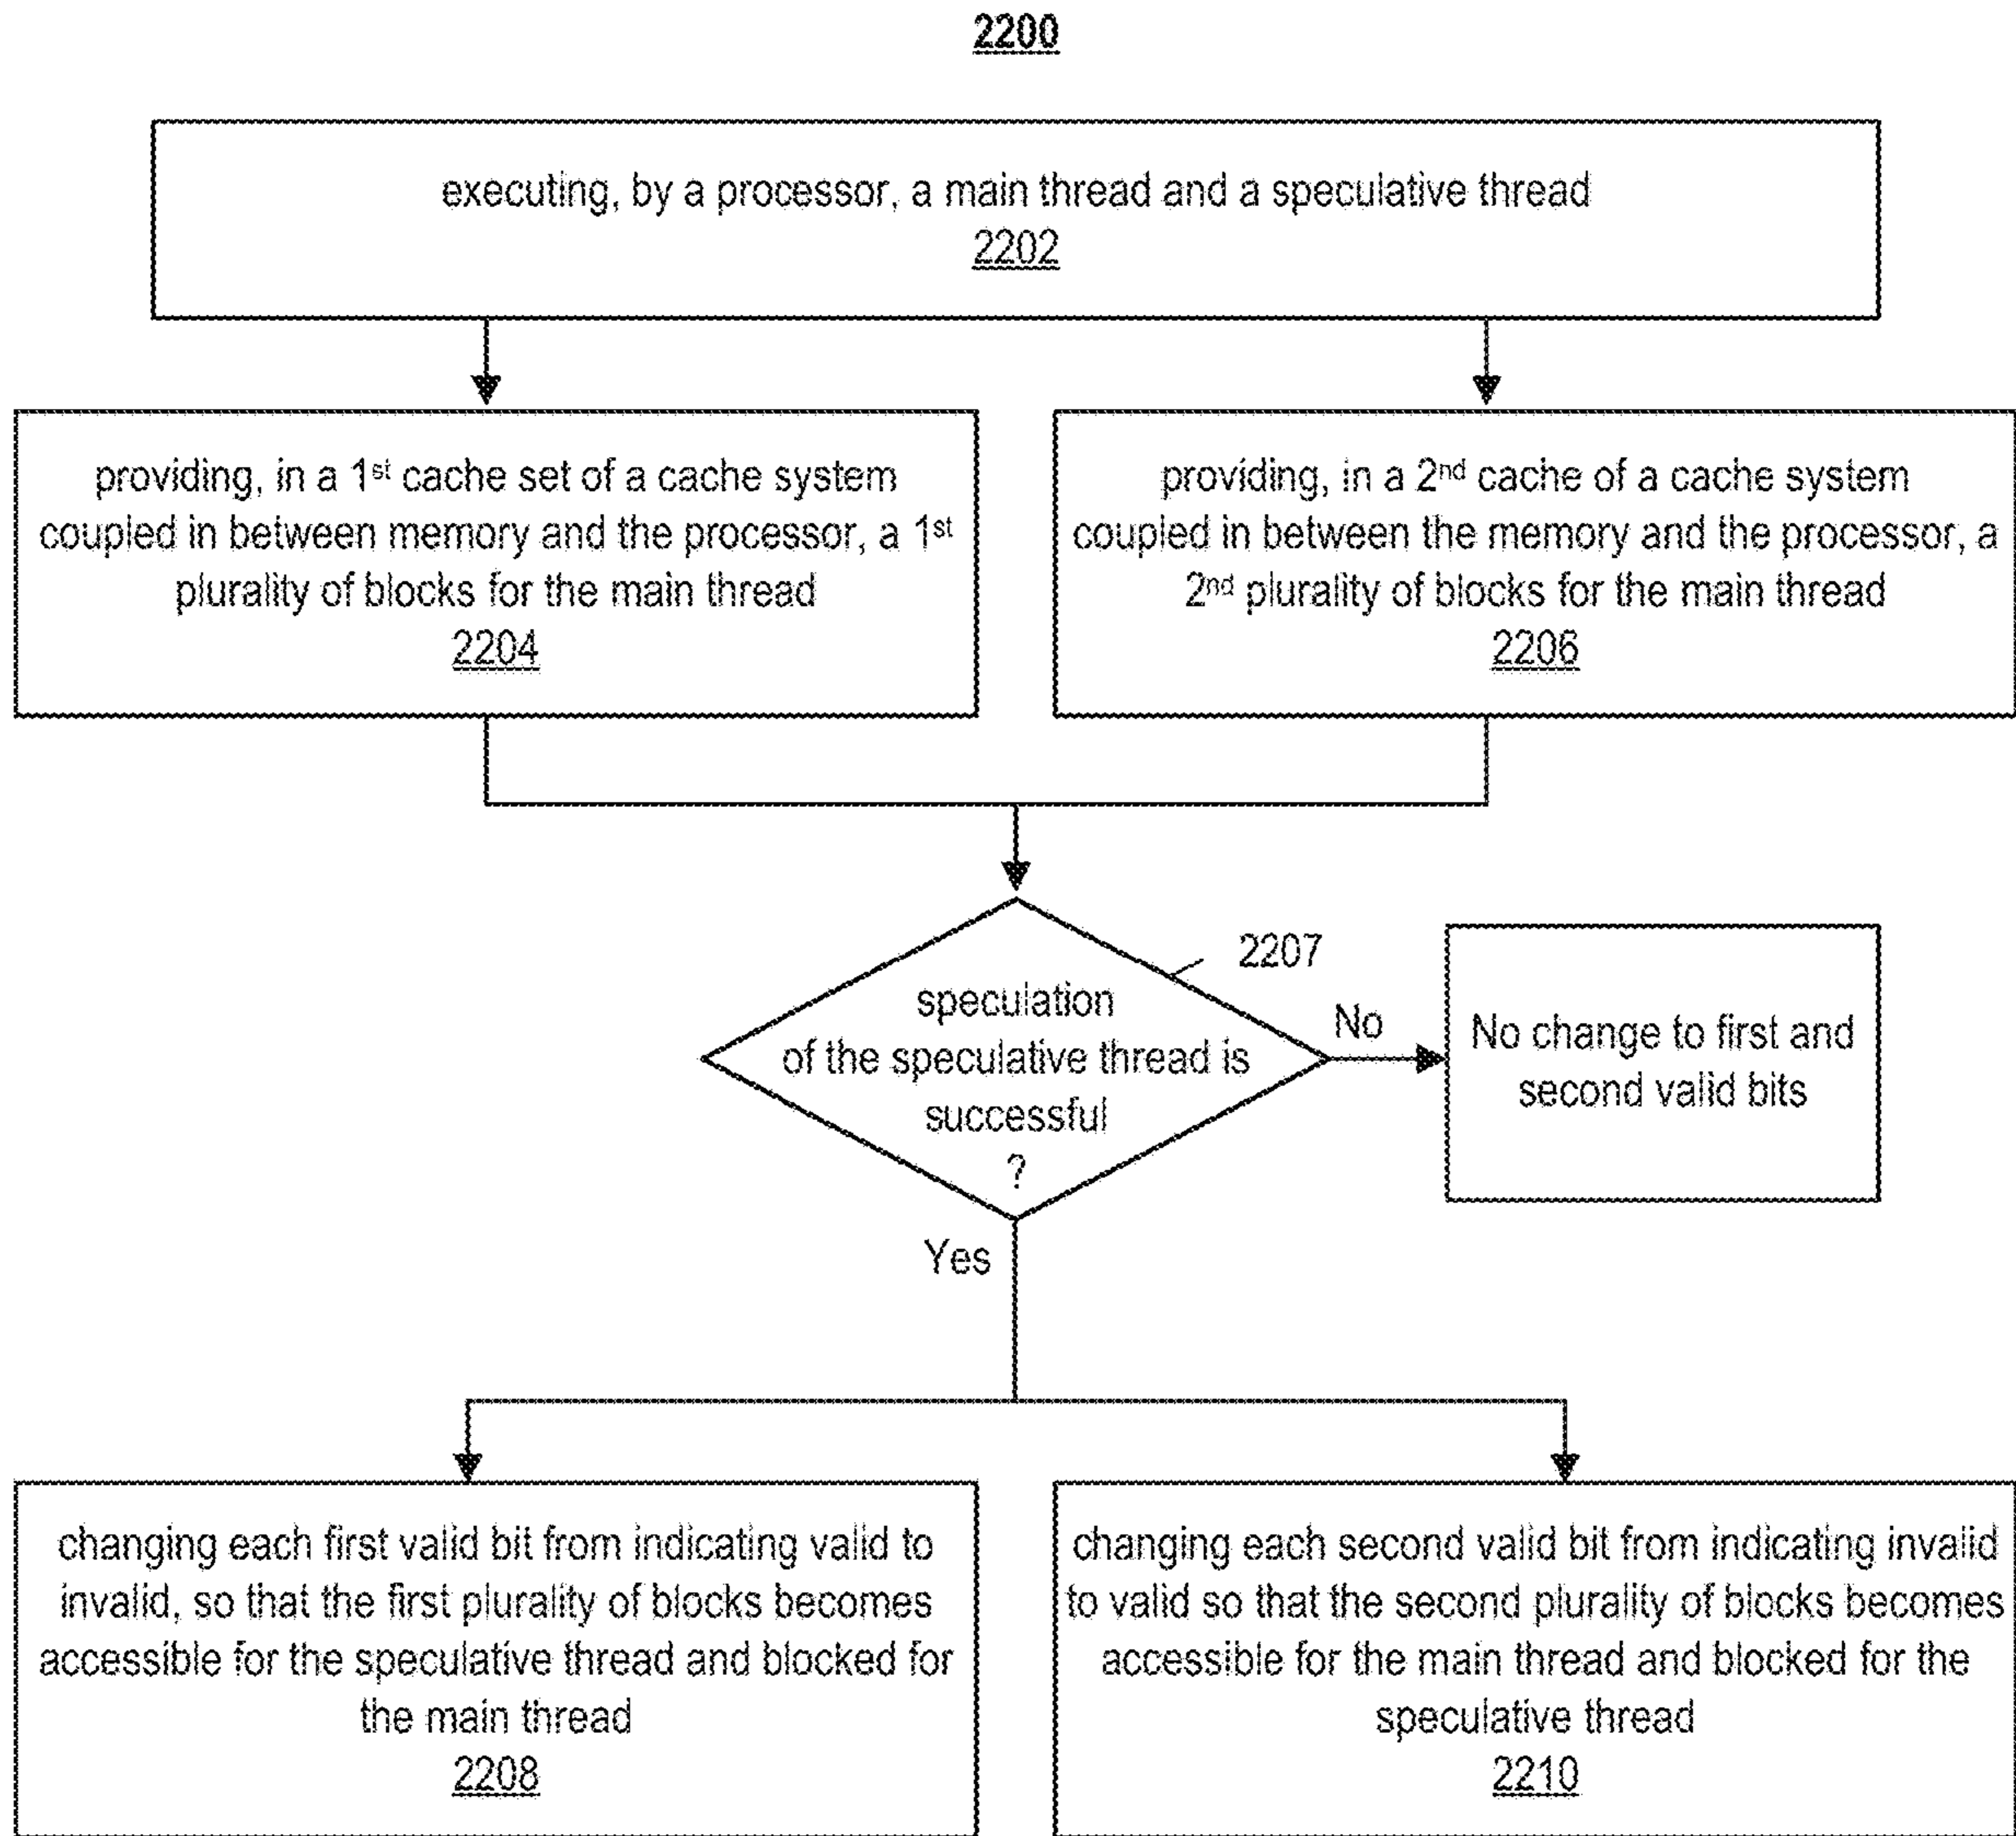 2200
executing, by a processor, a main thread and a speculative thread
2202
providing, in a 1st cache set of a cache system
coupled in between memory and the processor, a 1st
plurality of blocks for the main thread
2204
providing, in a 2nd cache of a cache system
coupled in between the memory and the processor, a
2nd plurality of blocks for the main thread
2206
2207
speculation
of the speculative thread is
successful
?
No
No change to first and
second valid bits
Yes
changing each first valid bit from indicating valid to
invalid, so that the first plurality of blocks becomes
accessible for the speculative thread and blocked for
the main thread
2208
changing each second valid bit from indicating invalid
to valid so that the second plurality of blocks becomes
accessible for the main thread and blocked for the
speculative thread
2210